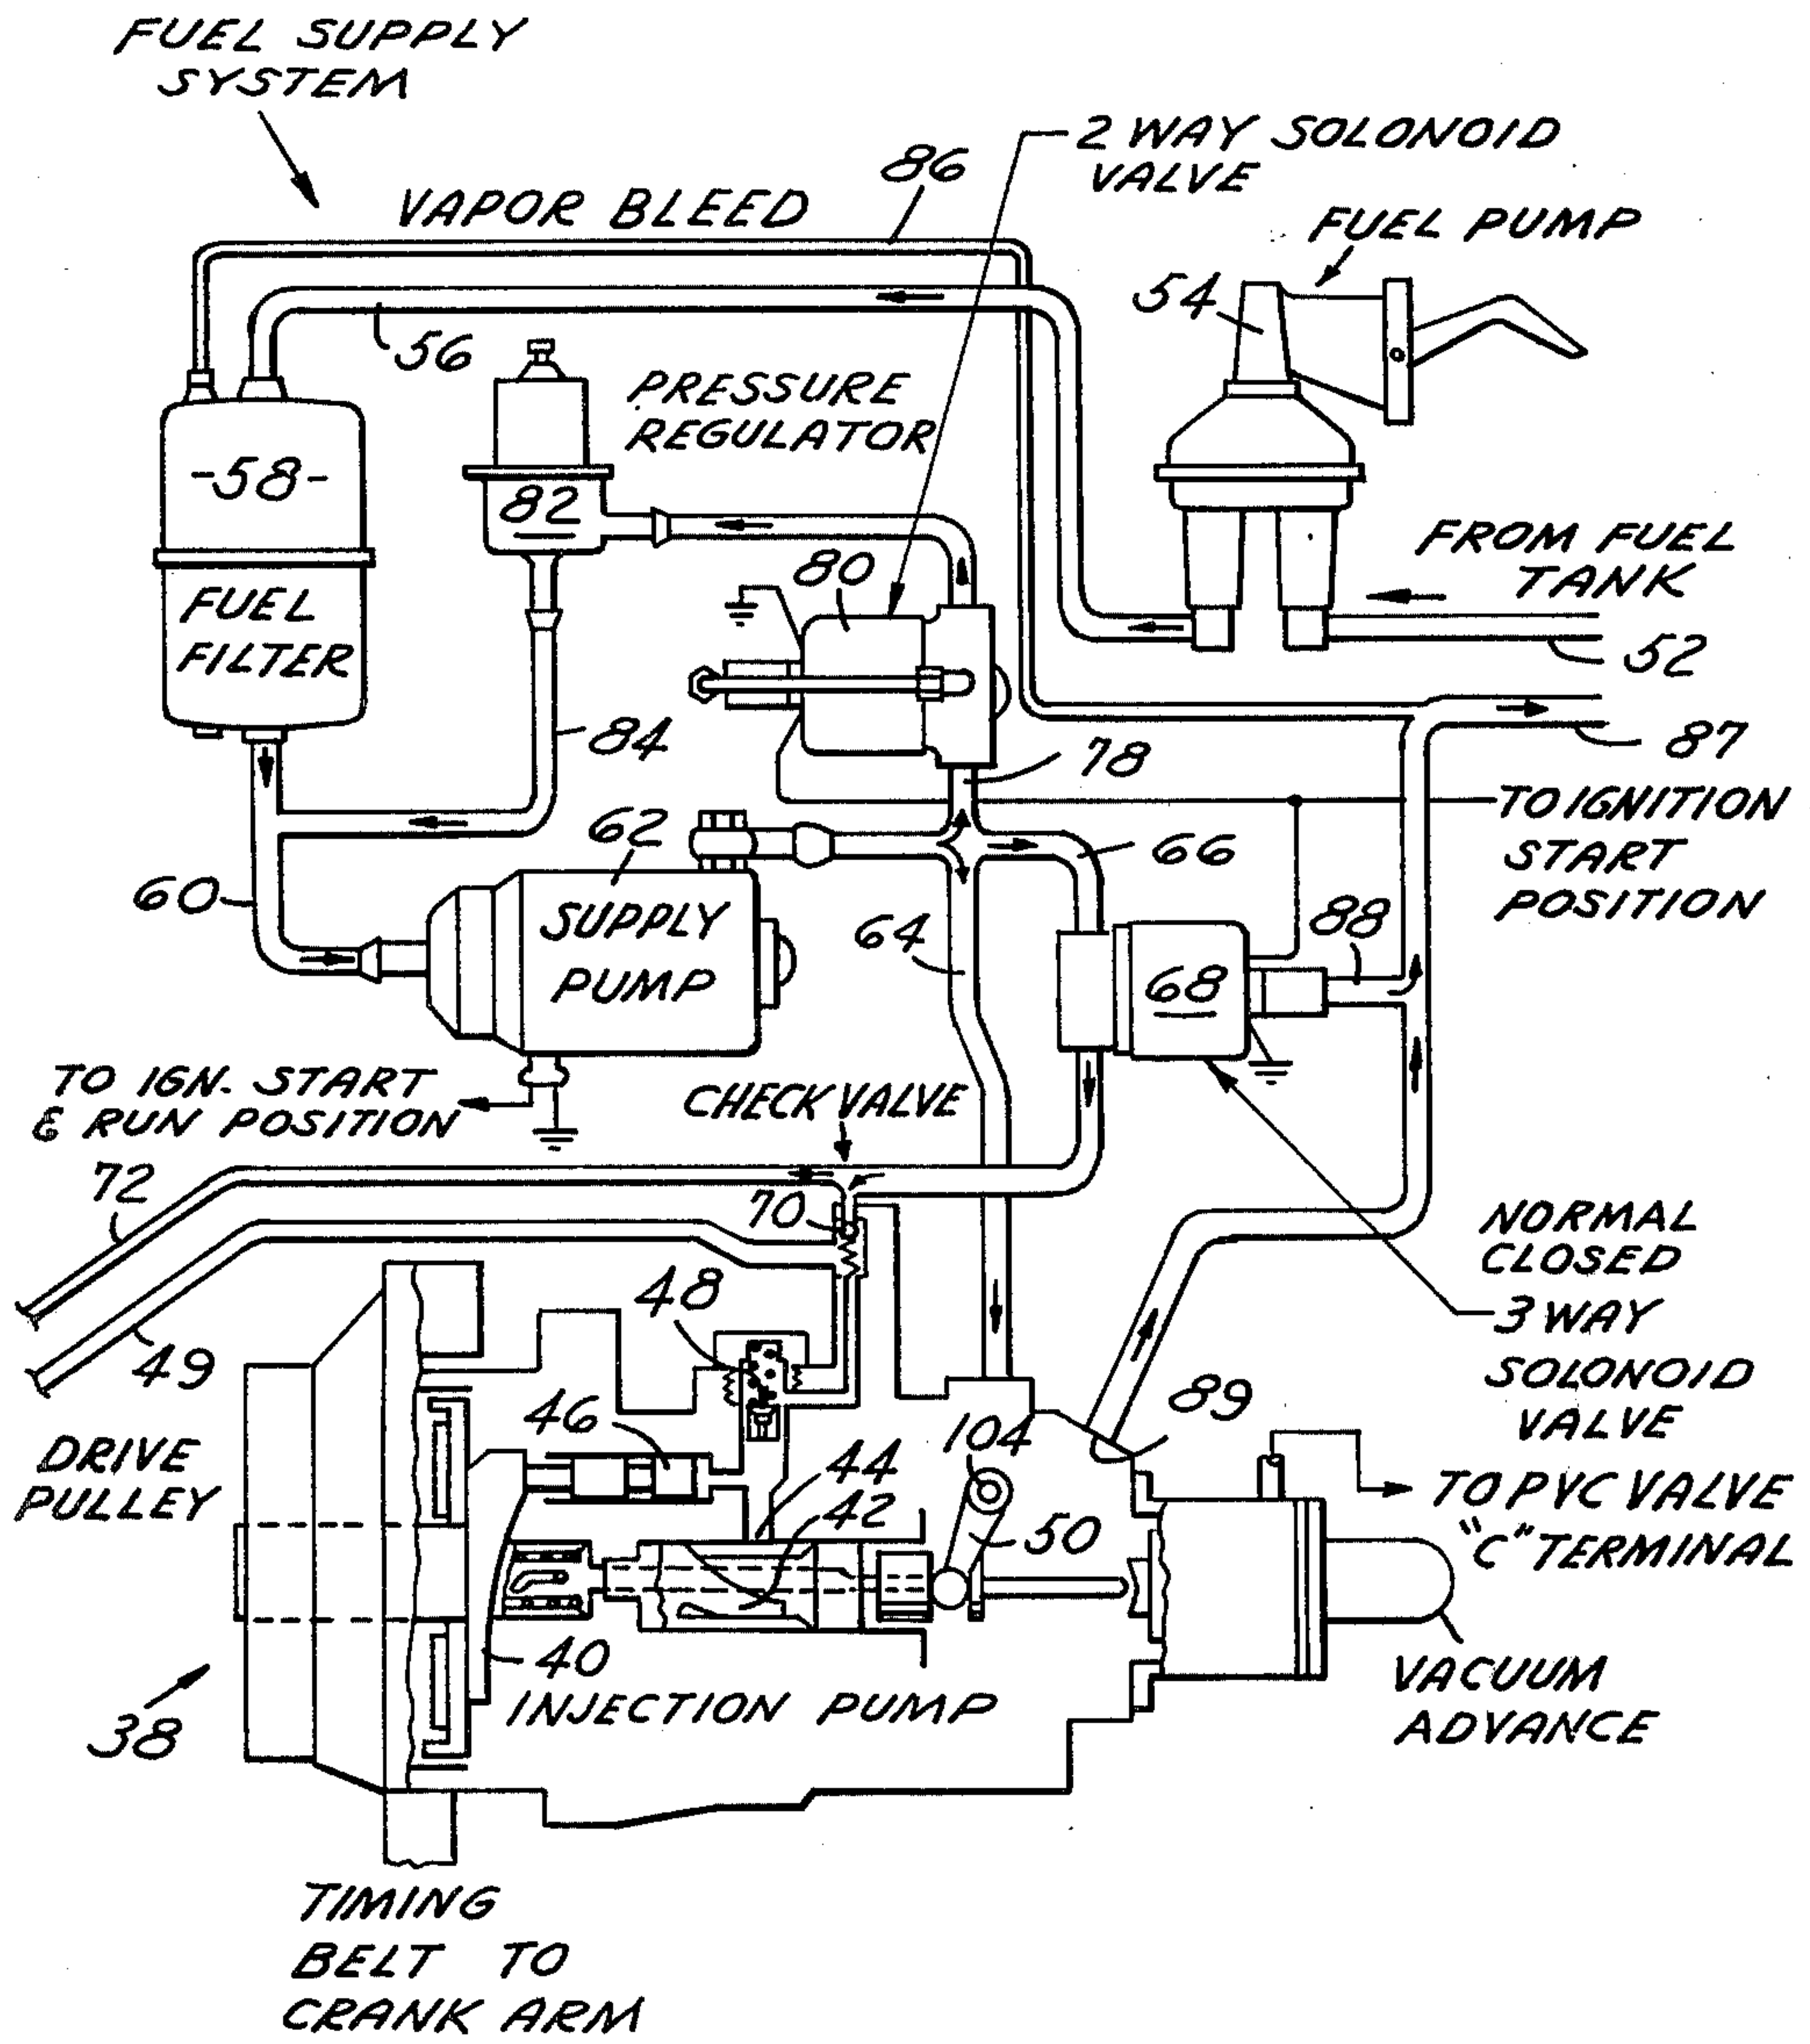 FUEL SUPPLY
SYSTEM
86
2 WAY SOLONOID
VALVE
VAPOR BLEED
FUEL PUMP
54
56
PRESSURE
REGULATOR
-58-
82
FROM FUEL
TANK
80
FUEL
FILTER
52
84
78
87
TO IGNITION
START
POSITION
62
66
60
SUPPLY
PUMP
64
88
68
TO IGN. START
& RUN POSITION
CHECK VALVE
72
70
NORMAL
CLOSED
3 WAY
SOLONOID
VALVE
48
49
89
46
104
DRIVE
PULLEY
44
42
50
TO PVC VALVE
"C" TERMINAL
40
INJECTION PUMP
38
VACUUM
ADVANCE
TIMING
BELT TO
CRANK ARM